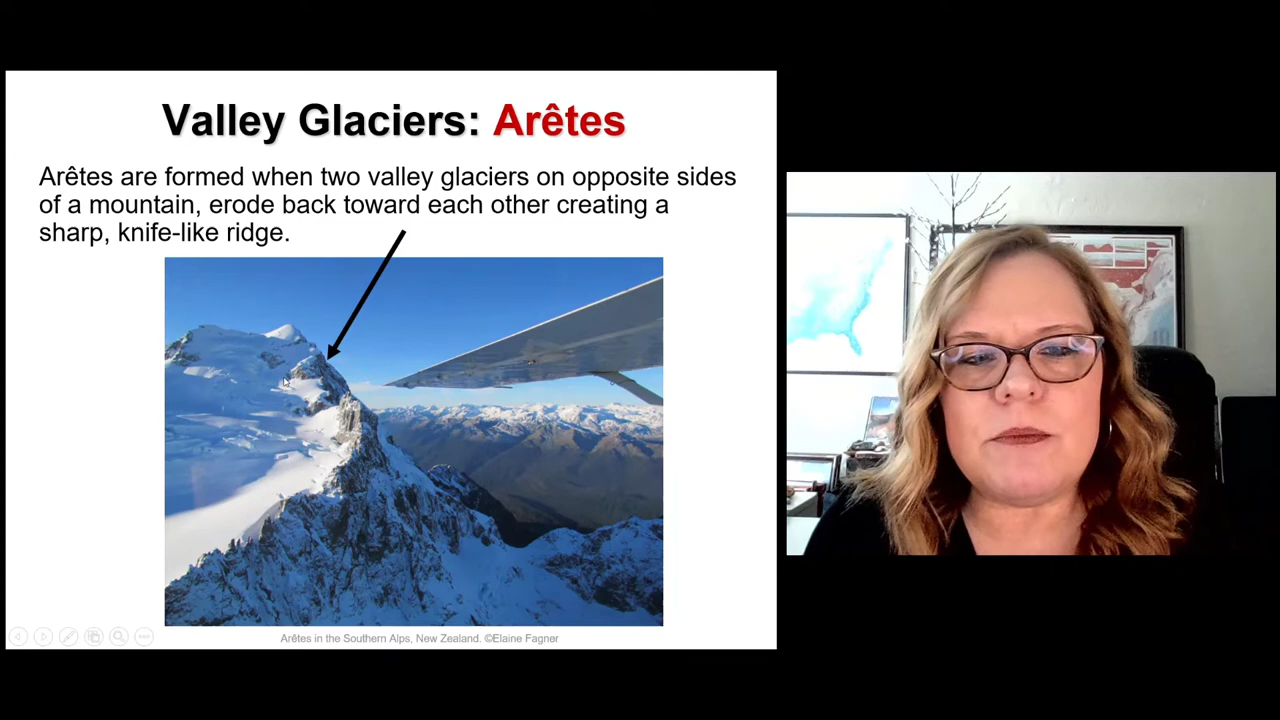 Valley Glaciers: Arêtes
Arêtes are formed when two valley glaciers on opposite sides
of a mountain, erode back toward each other creating a
sharp, knife-like ridge.
Arêtes in the Southern Alps, New Zealand. ©Elaine Fagner